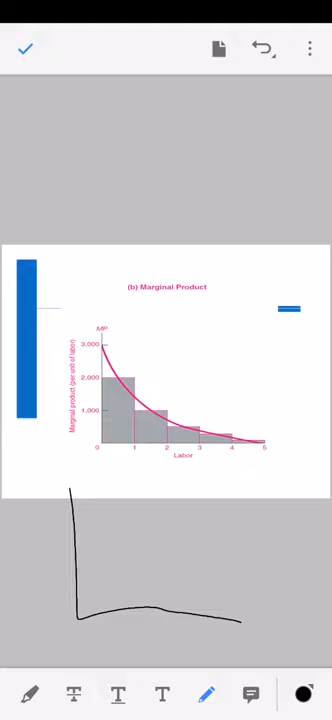 (b) Marginal Product
MP
3,000
2,000
1,000
Marginal product (per unit of labor)
0 1 2 3 4 5
Labor
T T T